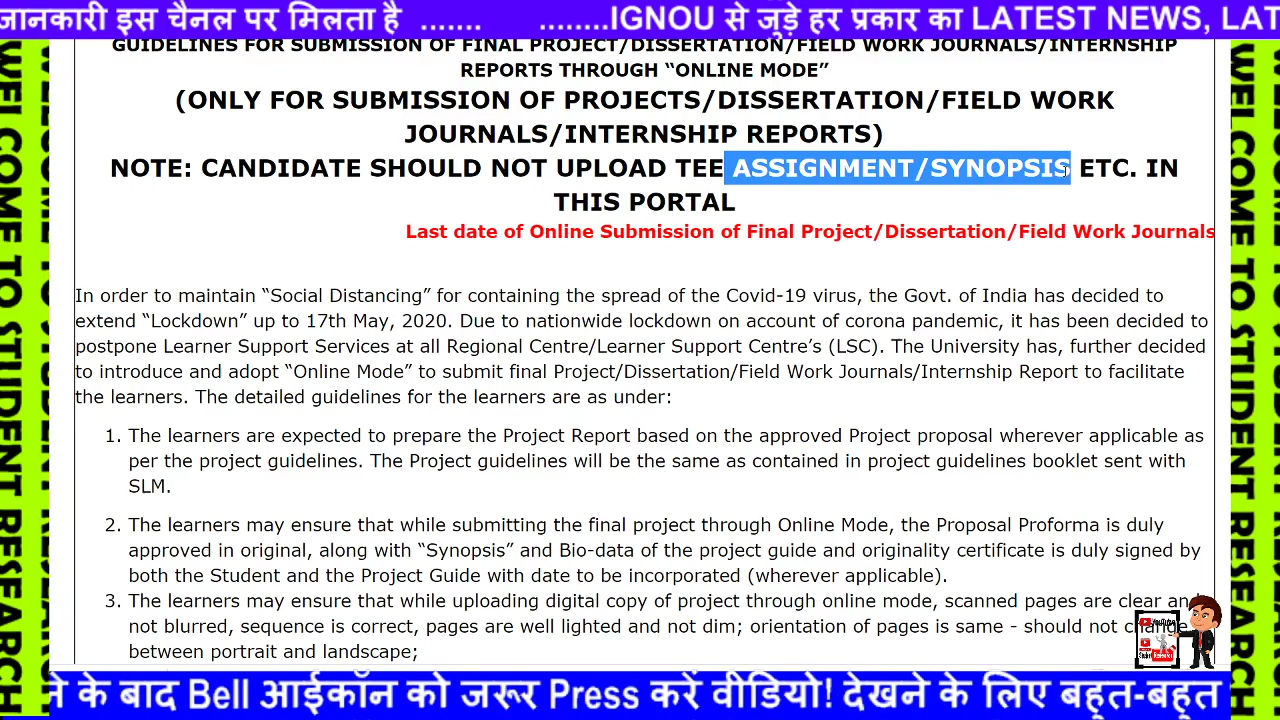 जानकारी इस चैनल पर मिलता है ....... ........IGNOU से जुड़े हर प्रकार का LATEST NEWS, LAT
GUIDELINES FOR SUBMISSION OF FINAL PROJECT/DISSERTATION/FIELD WORK JOURNALS/INTERNSHIP
REPORTS THROUGH “ONLINE MODE”
(ONLY FOR SUBMISSION OF PROJECTS/DISSERTATION/FIELD WORK
JOURNALS/INTERNSHIP REPORTS)
NOTE: CANDIDATE SHOULD NOT UPLOAD TEE ASSIGNMENT/SYNOPSIS ETC. IN
THIS PORTAL
Last date of Online Submission of Final Project/Dissertation/Field Work Journals
In order to maintain “Social Distancing” for containing the spread of the Covid-19 virus, the Govt. of India has decided to
extend “Lockdown” up to 17th May, 2020. Due to nationwide lockdown on account of corona pandemic, it has been decided to
postpone Learner Support Services at all Regional Centre/Learner Support Centre’s (LSC). The University has, further decided
to introduce and adopt “Online Mode” to submit final Project/Dissertation/Field Work Journals/Internship Report to facilitate
the learners. The detailed guidelines for the learners are as under:
1. The learners are expected to prepare the Project Report based on the approved Project proposal wherever applicable as
per the project guidelines. The Project guidelines will be the same as contained in project guidelines booklet sent with
SLM.
2. The learners may ensure that while submitting the final project through Online Mode, the Proposal Proforma is duly
approved in original, along with “Synopsis” and Bio-data of the project guide and originality certificate is duly signed by
both the Student and the Project Guide with date to be incorporated (wherever applicable).
3. The learners may ensure that while uploading digital copy of project through online mode, scanned pages are clear and
not blurred, sequence is correct, pages are well lighted and not dim; orientation of pages is same - should not change
between portrait and landscape;
WELCOME TO STUDENT RESEARCH
WELCOME TO STUDENT RESEARCH
ने के बाद Bell आईकॉन को जरूर Press करें वीडियो! देखने के लिए बहुत-बहुत